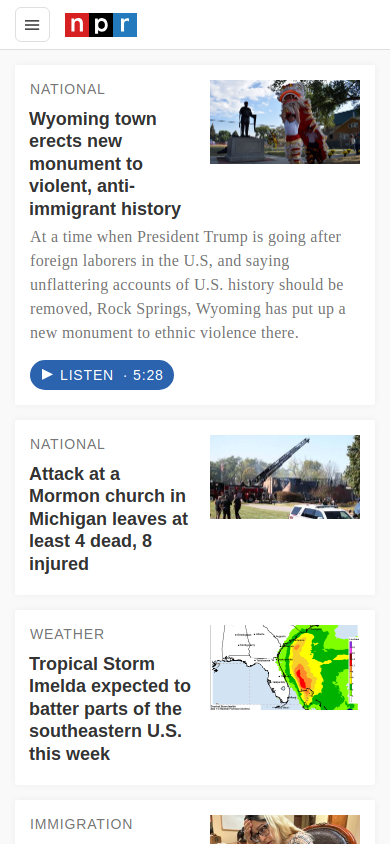 npr
NATIONAL
Wyoming town
erects new
monument to
violent, anti-
immigrant history
At a time when President Trump is going after
foreign laborers in the U.S, and saying
unflattering accounts of U.S. history should be
removed, Rock Springs, Wyoming has put up a
new monument to ethnic violence there.
LISTEN · 5:28
NATIONAL
Attack at a
Mormon church in
Michigan leaves at
least 4 dead, 8
injured
WEATHER
Tropical Storm
Imelda expected to
batter parts of the
southeastern U.S.
this week
IMMIGRATION